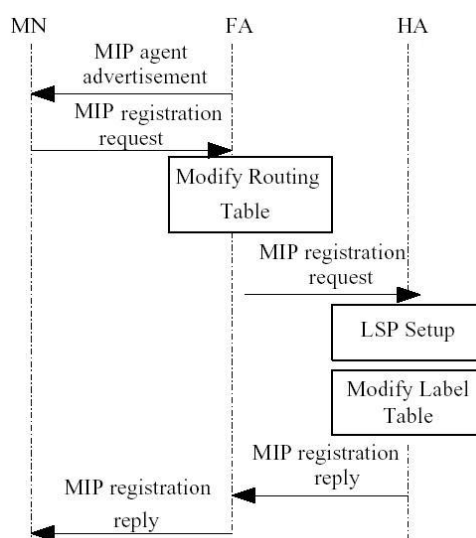 MN FA HA
MIP agent
advertisement
MIP registration
request
Modify Routing
Table
MIP registration
request
LSP Setup
Modify Label
Table
MIP registration
reply
MIP registration
reply